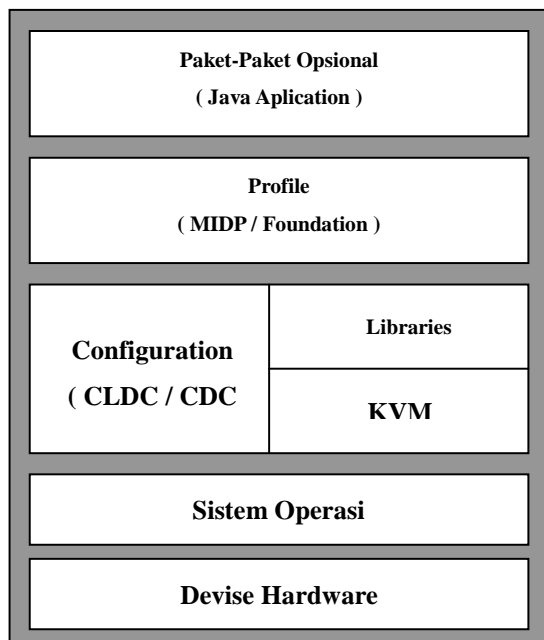 Paket-Paket Opsional
( Java Aplication )
Profile
( MIDP / Foundation )
Configuration
( CLDC / CDC
Libraries
KVM
Sistem Operasi
Devise Hardware